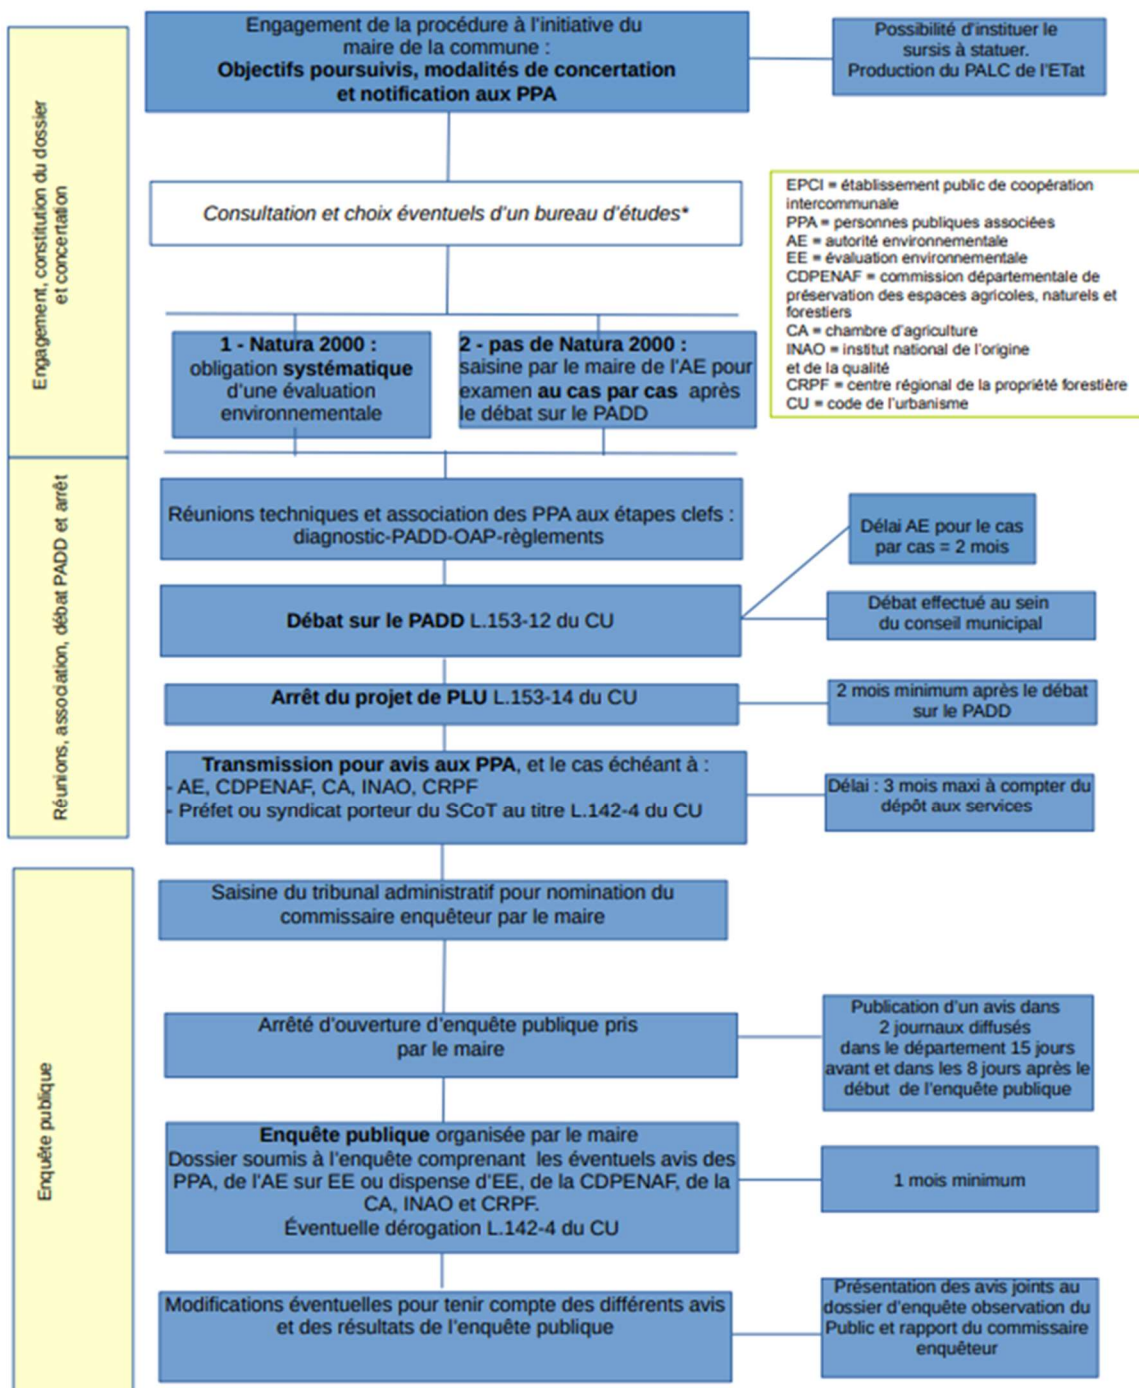 Engagement, constitution du dossier
et concertation
Engagement de la procédure à l'initiative du
maire de la commune :
Objectifs poursuivis, modalités de concertation
et notification aux PPA
Possibilité d'instituer le
sursis à statuer.
Production du PALC de l'ETat
Consultation et choix éventuels d'un bureau d'études*
EPCI = établissement public de coopération
intercommunale
PPA = personnes publiques associées
AE = autorité environnementale
EE = évaluation environnementale
CDPENAF = commission départementale de
préservation des espaces agricoles, naturels et
forestiers
CA = chambre d'agriculture
INAO = institut national de l'origine
et de la qualité
CRPF = centre régional de la propriété forestière
CU = code de l'urbanisme
1 - Natura 2000 :
obligation systématique
d'une évaluation
environnementale
2 - pas de Natura 2000 :
saisine par le maire de l'AE pour
examen au cas par cas après
le débat sur le PADD
Réunions, association, débat PADD et arrêt
Réunions techniques et association des PPA aux étapes clefs :
diagnostic-PADD-OAP-règlements
Délai AE pour le cas
par cas = 2 mois
Débat sur le PADD L.153-12 du CU
Débat effectué au sein
du conseil municipal
Arrêt du projet de PLU L.153-14 du CU
2 mois minimum après le débat
sur le PADD
Transmission pour avis aux PPA, et le cas échéant à :
- AE, CDPENAF, CA, INAO, CRPF
- Préfet ou syndicat porteur du SCoT au titre L.142-4 du CU
Délai : 3 mois maxi à compter du
dépôt aux services
Enquête publique
Saisine du tribunal administratif pour nomination du
commissaire enquêteur par le maire
Arrêté d'ouverture d'enquête publique pris
par le maire
Publication d'un avis dans
2 journaux diffusés
dans le département 15 jours
avant et dans les 8 jours après le
début de l'enquête publique
Enquête publique organisée par le maire
Dossier soumis à l'enquête comprenant les éventuels avis des
PPA, de l'AE sur EE ou dispense d'EE, de la CDPENAF, de la
CA, INAO et CRPF.
Éventuelle dérogation L.142-4 du CU
1 mois minimum
Modifications éventuelles pour tenir compte des différents avis
et des résultats de l'enquête publique
Présentation des avis joints au
dossier d'enquête observation du
Public et rapport du commissaire
enquêteur